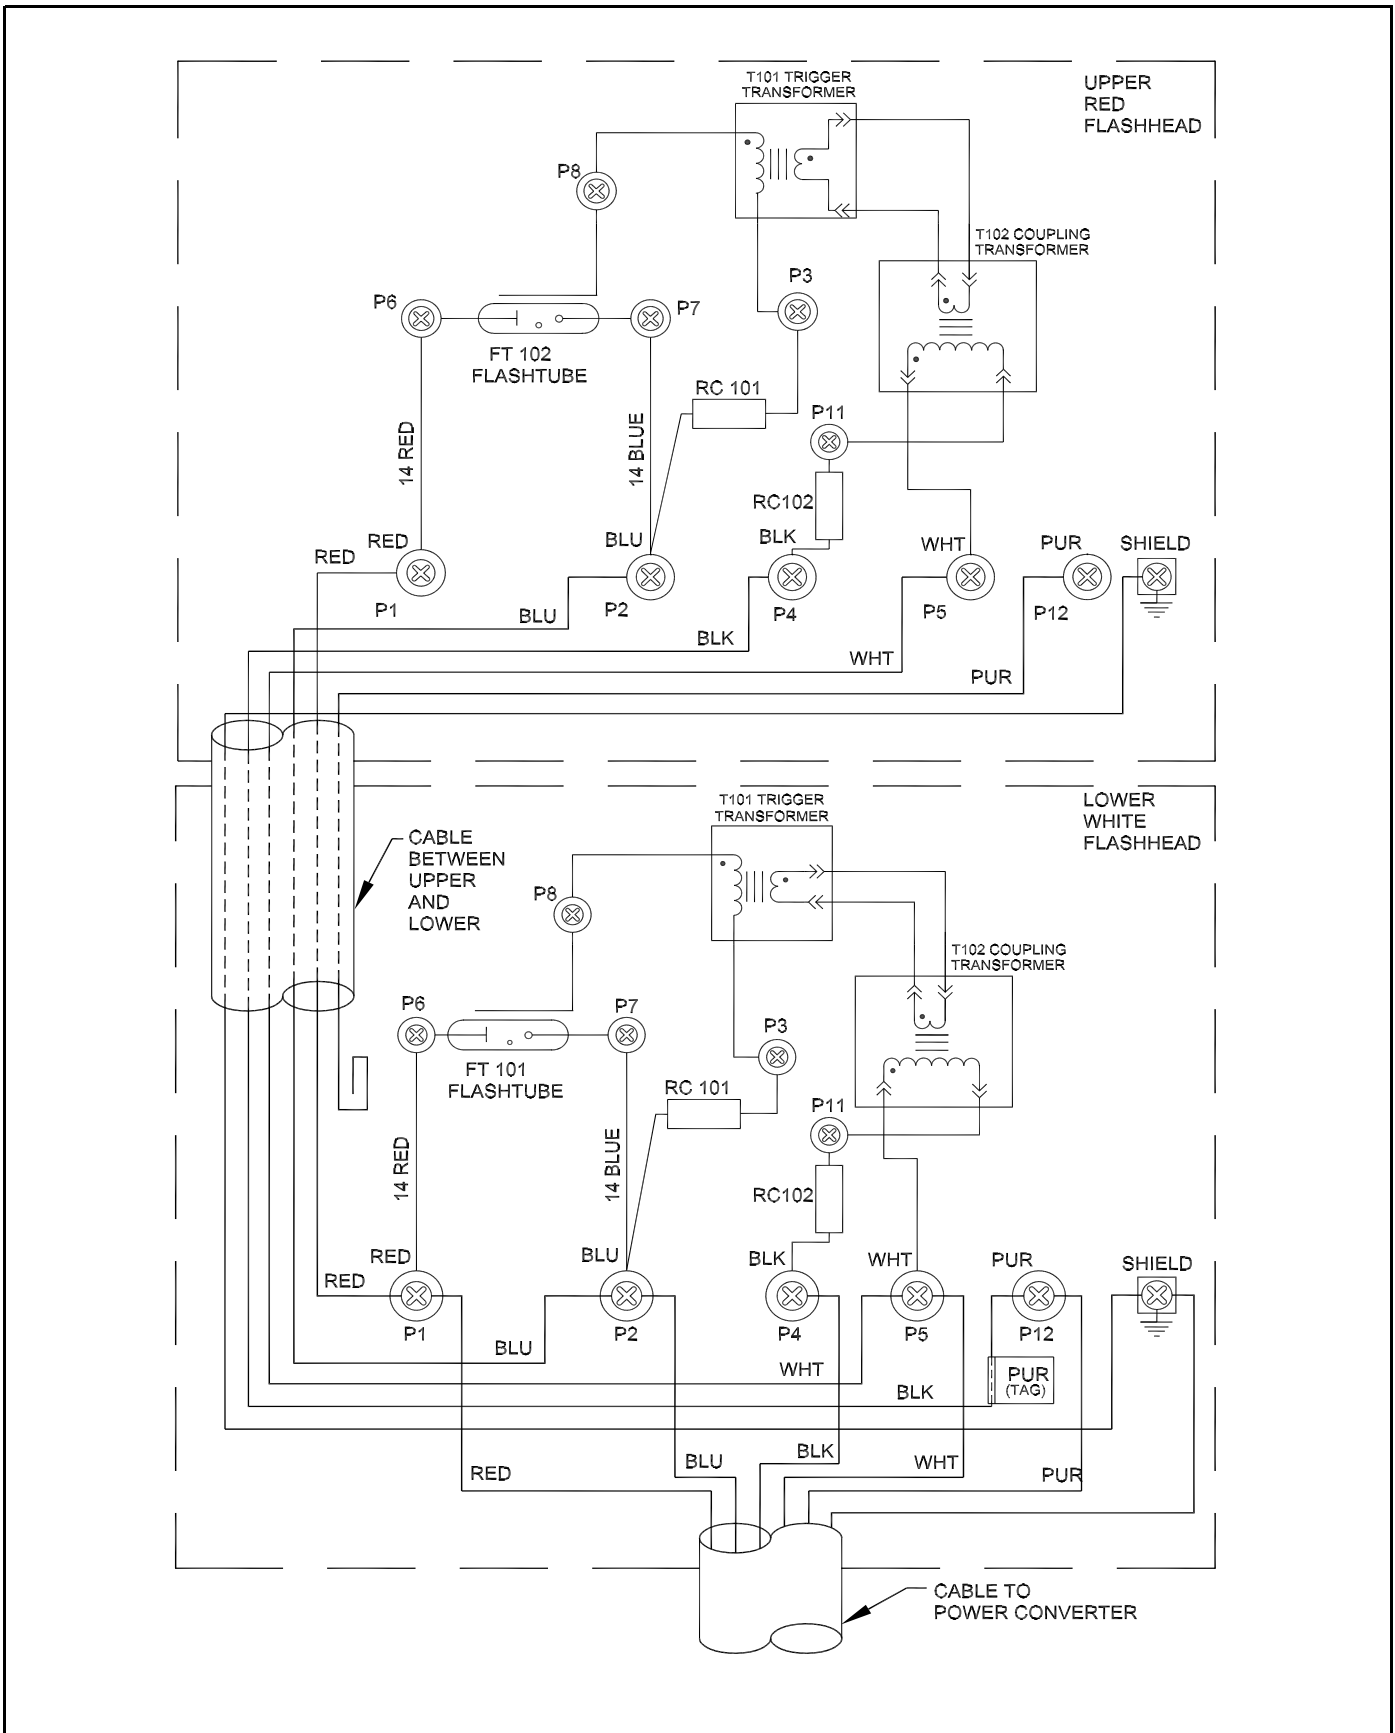 T101 TRIGGER
TRANSFORMER
UPPER
RED
FLASHHEAD
P8
T102 COUPLING
TRANSFORMER
P3
P6
P7
FT 102
FLASHTUBE
RC 101
P11
14 RED
14 BLUE
RC102
RED
RED
BLU
BLK
WHT
PUR
SHIELD
P1
BLU
P2
P4
P5
P12
BLK
WHT
PUR
T101 TRIGGER
TRANSFORMER
LOWER
WHITE
FLASHHEAD
CABLE
BETWEEN
UPPER
AND
LOWER
P8
T102 COUPLING
TRANSFORMER
P6
P7
P3
FT 101
FLASHTUBE
RC 101
P11
14 RED
14 BLUE
RC102
RED
RED
BLU
BLK
WHT
PUR
SHIELD
P1
P2
P4
P5
P12
BLU
WHT
BLK
PUR
(TAG)
RED
BLU
BLK
WHT
PUR
CABLE TO
POWER CONVERTER